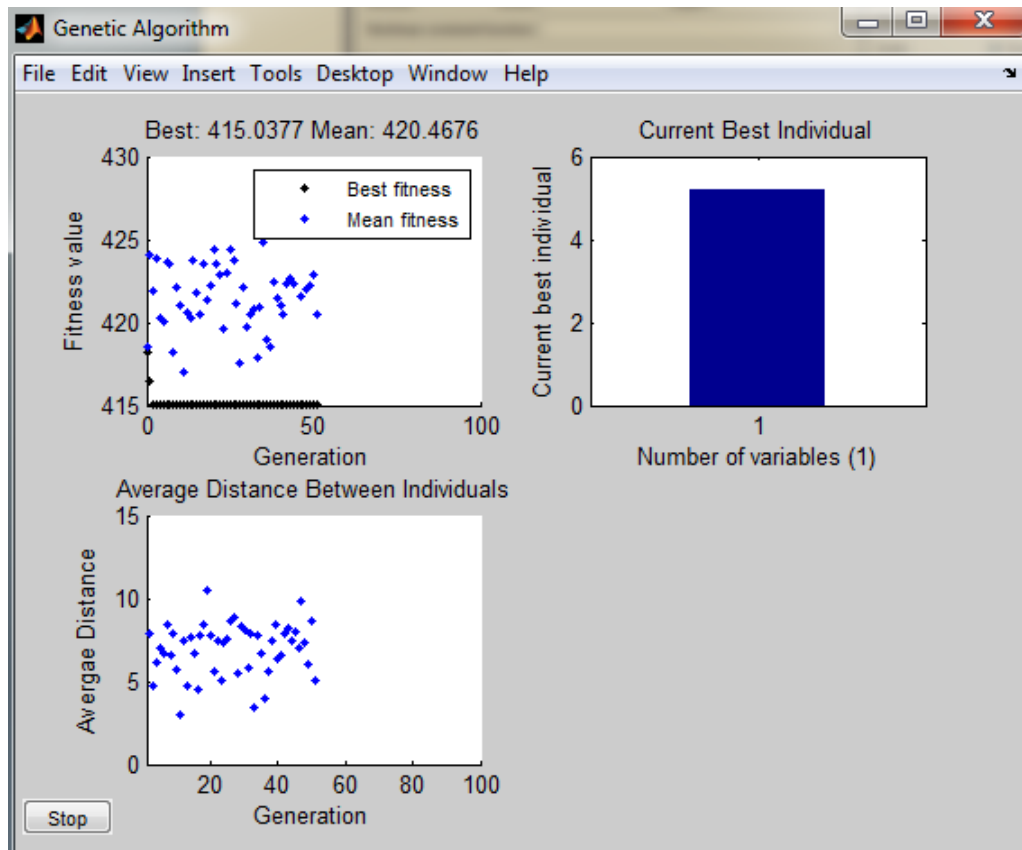 Genetic Algorithm
File Edit View Insert Tools Desktop Window Help
Best: 415.0377 Mean: 420.4676
430
425
420
415
Fitness value
0 50 100
Generation
Best fitness
Mean fitness
Current Best Individual
6
4
2
0
Current best individual
1
Number of variables (1)
Average Distance Between Individuals
15
10
5
0
Avergae Distance
20 40 60 80 100
Generation
Stop